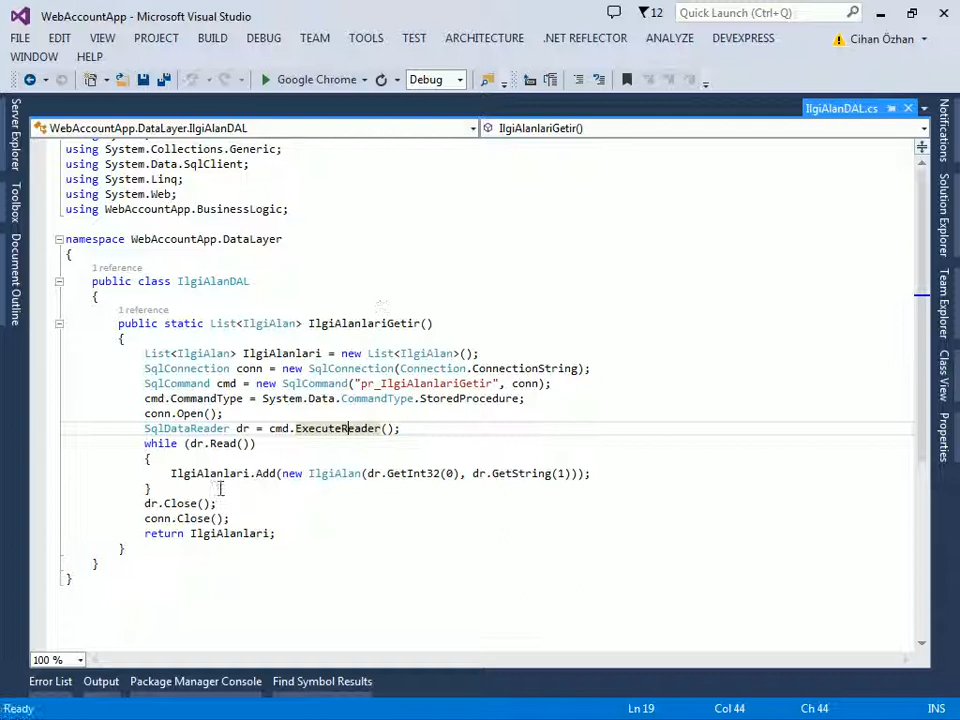 WebAccountApp - Microsoft Visual Studio
12
Quick Launch (Ctrl+Q)
FILE EDIT VIEW PROJECT BUILD DEBUG TEAM TOOLS TEST ARCHITECTURE .NET REFLECTOR ANALYZE DEVEXPRESS
Cihan Özhan
WINDOW HELP
Google Chrome
Debug
IlgiAlanDAL.cs
WebAccountApp.DataLayer.IlgiAlanDAL
IlgiAlanlariGetir()
Server Explorer
Toolbox
Document Outline
using System.Collections.Generic;
using System.Data.SqlClient;
using System.Linq;
using System.Web;
using WebAccountApp.BusinessLogic;
namespace WebAccountApp.DataLayer
{
1 reference
public class IlgiAlanDAL
{
1 reference
public static List<IlgiAlan> IlgiAlanlariGetir()
{
List<IlgiAlan> IlgiAlanlari = new List<IlgiAlan>();
SqlConnection conn = new SqlConnection(Connection.ConnectionString);
SqlCommand cmd = new SqlCommand("pr_IlgiAlanlariGetir", conn);
cmd.CommandType = System.Data.CommandType.StoredProcedure;
conn.Open();
SqlDataReader dr = cmd.ExecuteReader();
while (dr.Read())
{
IlgiAlanlari.Add(new IlgiAlan(dr.GetInt32(0), dr.GetString(1)));
}
dr.Close();
conn.Close();
return IlgiAlanlari;
}
}
}
Notifications
Solution Explorer
Team Explorer
Class View
Properties
100 %
Error List Output Package Manager Console Find Symbol Results
Ready
Ln 19
Col 44
Ch 44
INS